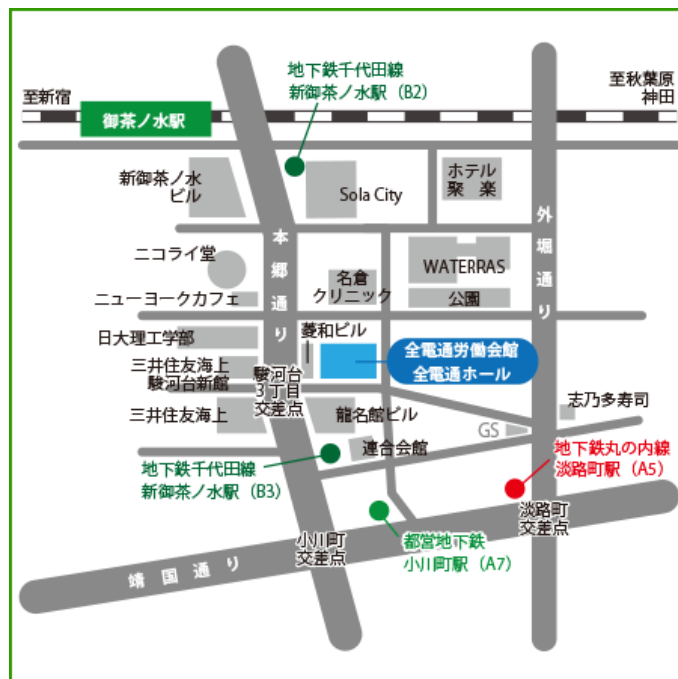 地下鉄千代田線
新御茶ノ水駅（B2）
至秋葉原
神田
至新宿
御茶ノ水駅
新御茶ノ水
ビル
Sola City
ホテル
聚楽
外堀通り
本郷通り
ニコライ堂
名倉
クリニック
WATERRAS
ニューヨークカフェ
公園
日大理工学部
菱和ビル
全電通労働会館
全電通ホール
三井住友海上
駿河台新館
駿河台
3丁目
交差点
三井住友海上
龍名館ビル
志乃多寿司
GS
連合会館
地下鉄千代田線
新御茶ノ水駅（B3）
地下鉄丸の内線
淡路町駅（A5）
淡路町
交差点
小川町
交差点
都営地下鉄
小川町駅（A7）
靖国通り